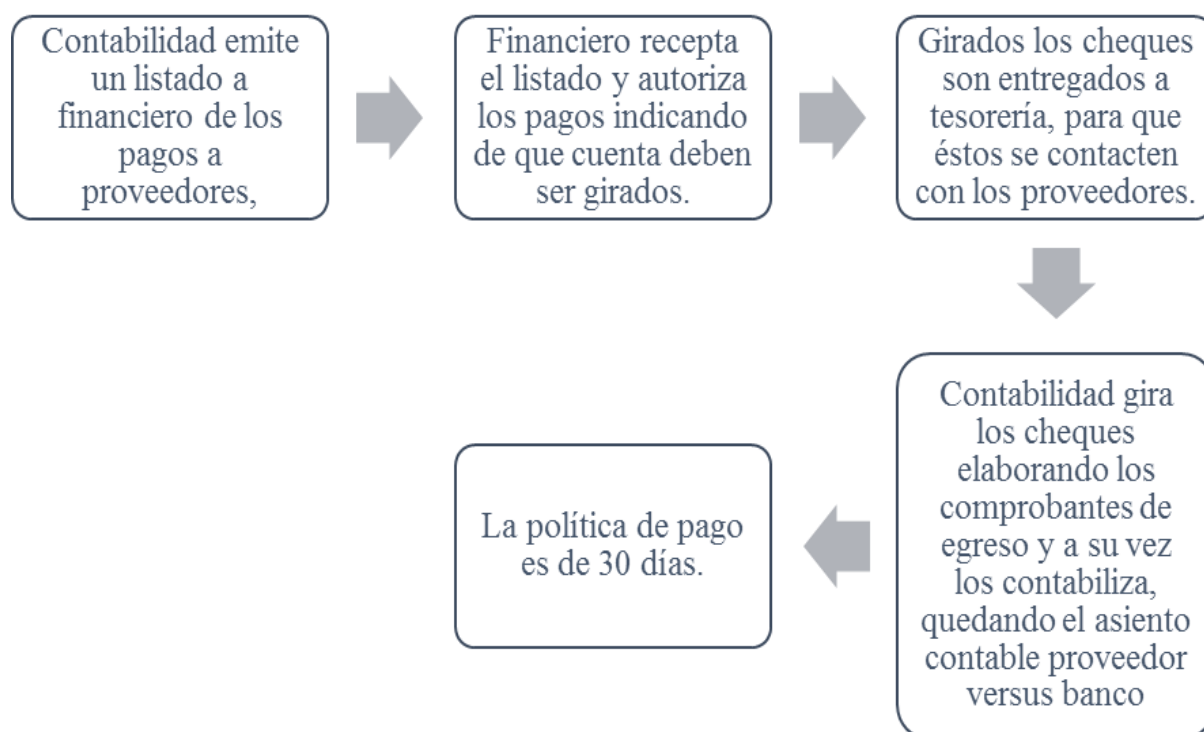 Contabilidad emite
un listado a
financiero de los
pagos a
proveedores,
Financiero recepta
el listado y autoriza
los pagos indicando
de que cuenta deben
ser girados.
Girados los cheques
son entregados a
tesorería, para que
éstos se contacten
con los proveedores.
Contabilidad gira
los cheques
elaborando los
comprobantes de
egreso y a su vez
los contabiliza,
quedando el asiento
contable proveedor
versus banco
La política de pago
es de 30 días.